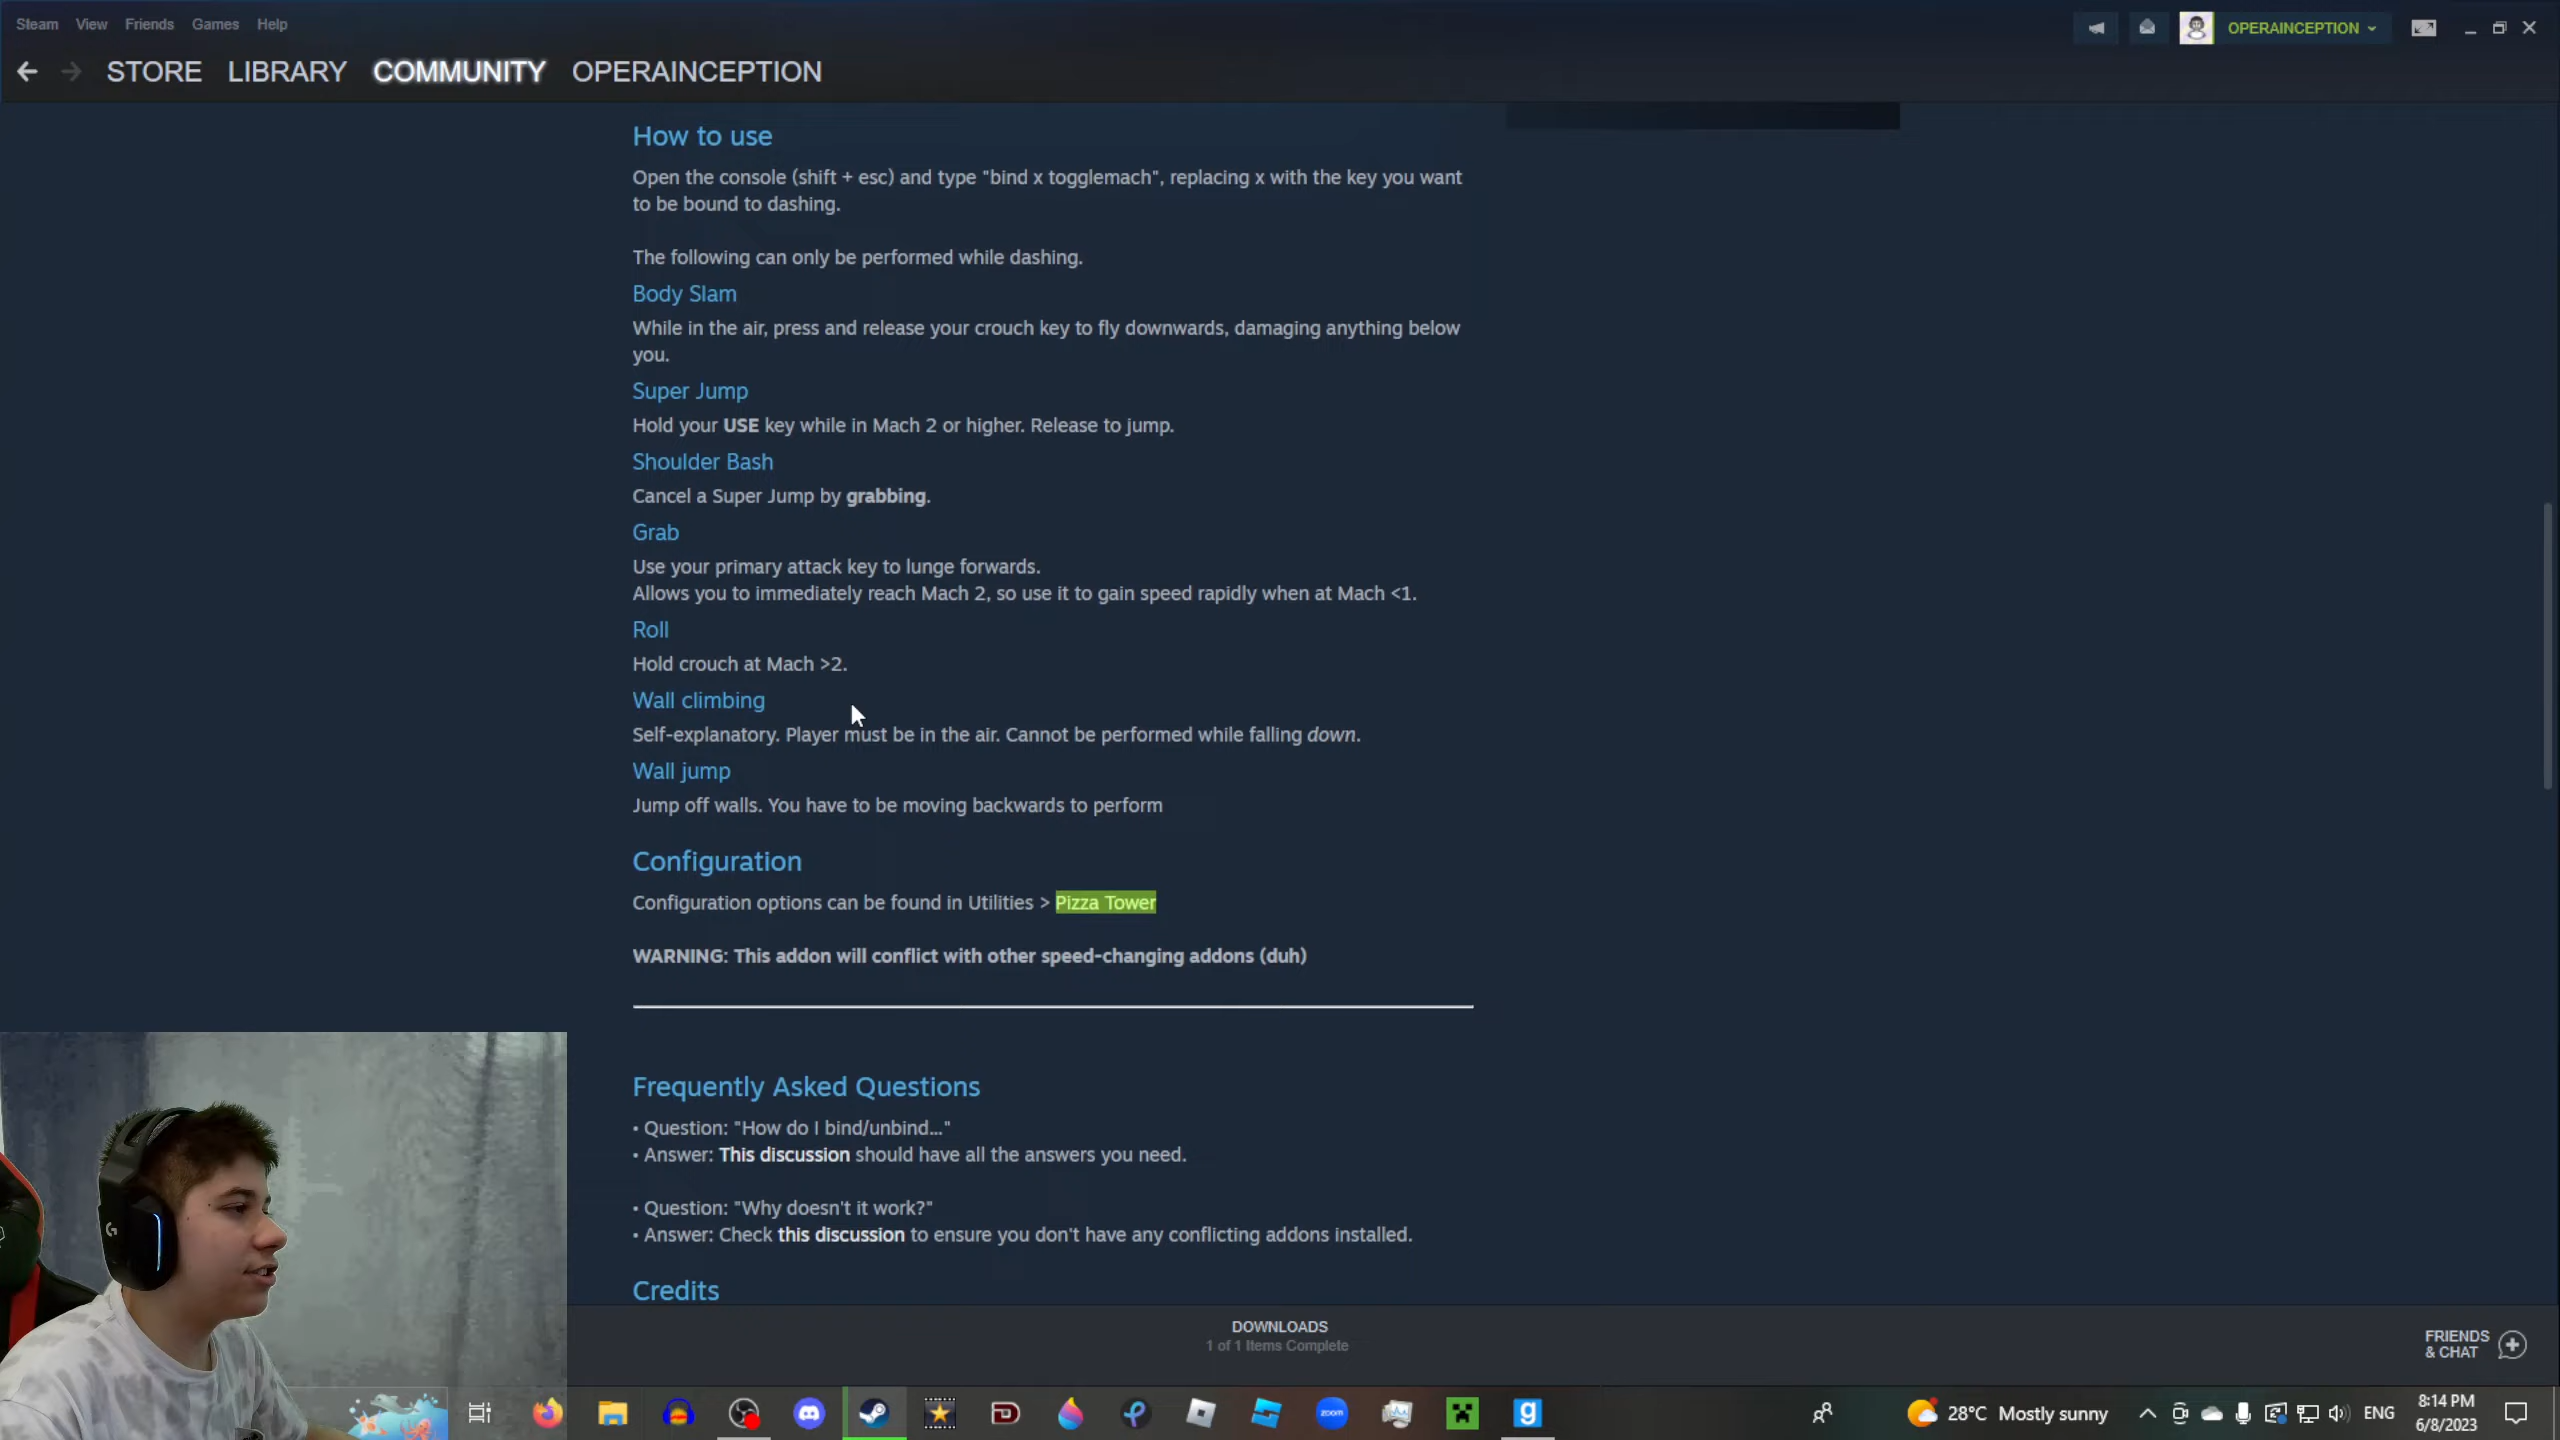 Steam View Friends Games Help
OPERAINCEPTION
STORE LIBRARY COMMUNITY OPERAINCEPTION
How to use
Open the console (shift + esc) and type "bind x togglemach", replacing x with the key you want
to be bound to dashing.
The following can only be performed while dashing.
Body Slam
While in the air, press and release your crouch key to fly downwards, damaging anything below
you.
Super Jump
Hold your USE key while in Mach 2 or higher. Release to jump.
Shoulder Bash
Cancel a Super Jump by grabbing.
Grab
Use your primary attack key to lunge forwards.
Allows you to immediately reach Mach 2, so use it to gain speed rapidly when at Mach <1.
Roll
Hold crouch at Mach >2.
Wall climbing
Self-explanatory. Player must be in the air. Cannot be performed while falling down.
Wall jump
Jump off walls. You have to be moving backwards to perform
Configuration
Configuration options can be found in Utilities > Pizza Tower
WARNING: This addon will conflict with other speed-changing addons (duh)
Frequently Asked Questions
• Question: "How do I bind/unbind..."
• Answer: This discussion should have all the answers you need.
• Question: "Why doesn't it work?"
• Answer: Check this discussion to ensure you don't have any conflicting addons installed.
Credits
DOWNLOADS
1 of 1 Items Complete
FRIENDS
& CHAT
zoom
28°C Mostly sunny
ENG
8:14 PM
6/8/2023